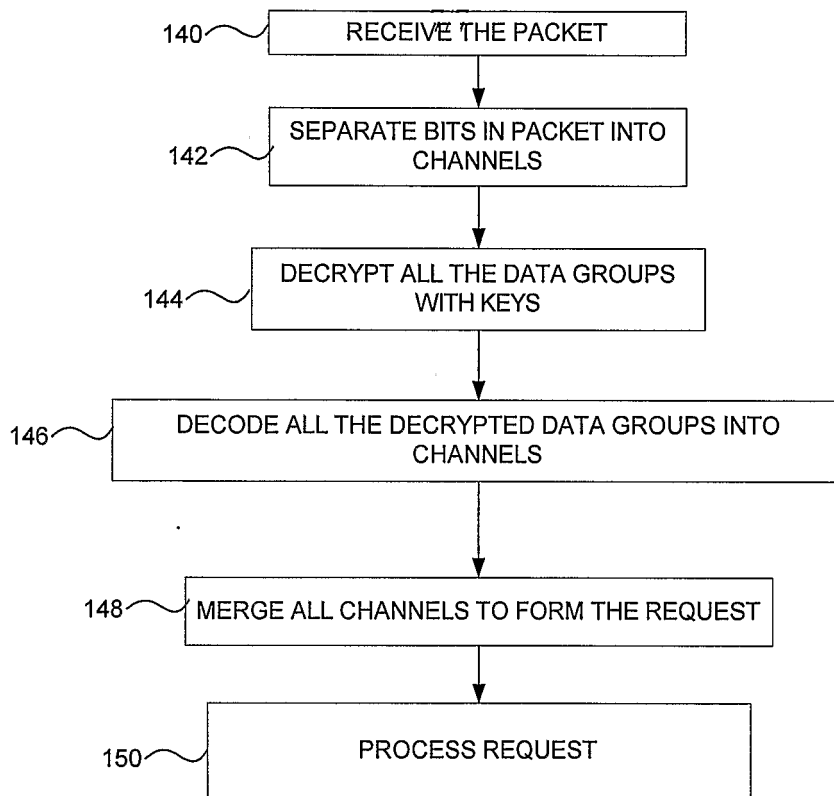 140
RECEIVE THE PACKET
142
SEPARATE BITS IN PACKET INTO
CHANNELS
144
DECRYPT ALL THE DATA GROUPS
WITH KEYS
146
DECODE ALL THE DECRYPTED DATA GROUPS INTO
CHANNELS
148
MERGE ALL CHANNELS TO FORM THE REQUEST
150
PROCESS REQUEST